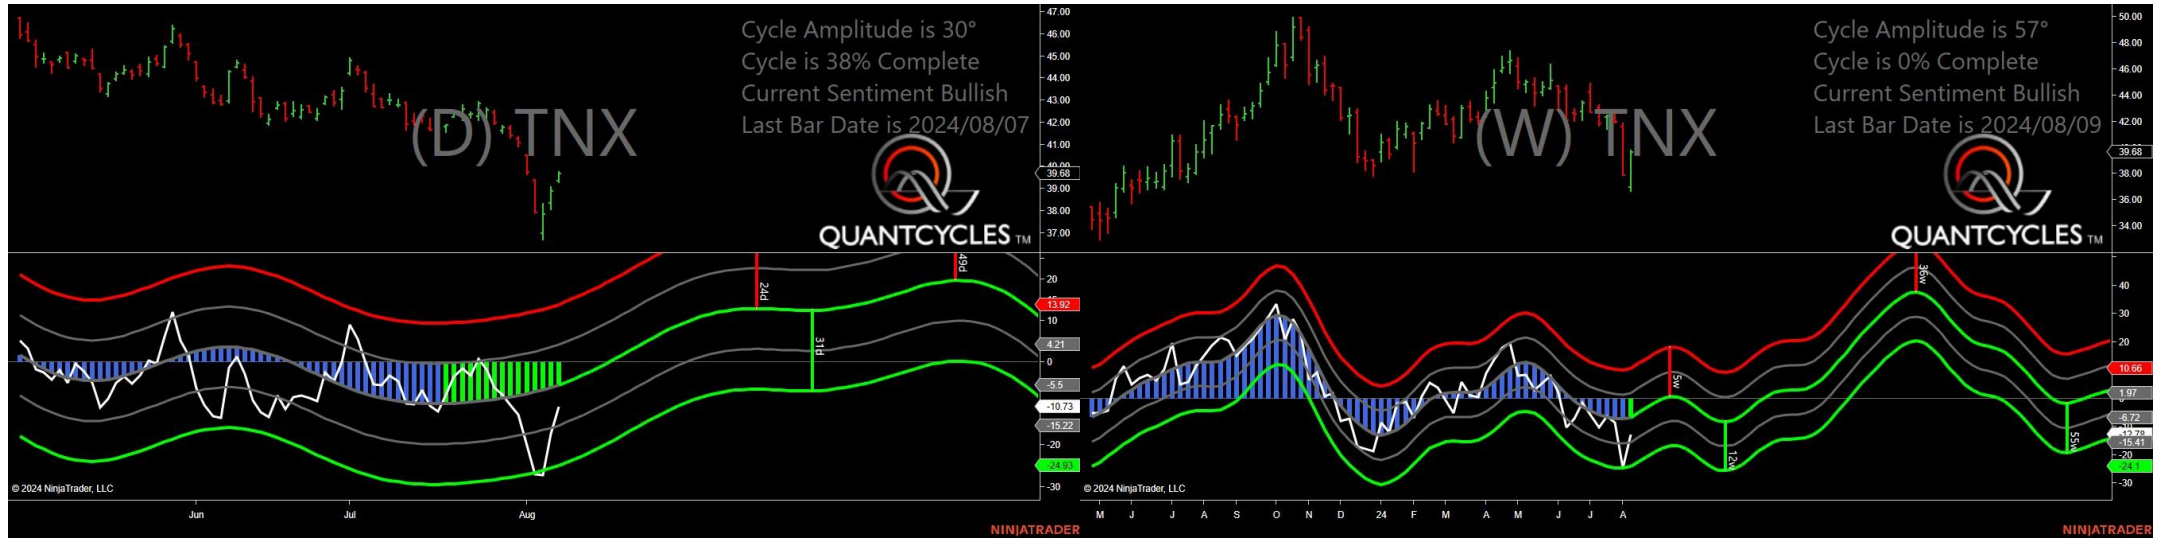 Cycle Amplitude is 30°
Cycle is 38% Complete
Current Sentiment Bullish
Last Bar Date is 2024/08/07
(D) TNX
QUANTCYCLES TM
47.00
46.00
45.00
44.00
43.00
42.00
41.00
40.00
39.68
39.00
38.00
37.00
24d
49d
31d
20
13.92
10
4.21
0
-5.5
-10.73
-15.22
-20
-24.93
-30
© 2024 NinjaTrader, LLC
Jun
Jul
Aug
NINJATRADER
Cycle Amplitude is 57°
Cycle is 0% Complete
Current Sentiment Bullish
Last Bar Date is 2024/08/09
(W) TNX
QUANTCYCLES TM
50.00
48.00
46.00
44.00
42.00
39.68
38.00
36.00
34.00
5w
12w
36w
55w
40
30
20
10.66
1.97
-6.72
-12.78
-15.41
-20
-24.1
-30
© 2024 NinjaTrader, LLC
M
J
J
A
S
O
N
D
24
F
M
A
M
J
J
A
NINJATRADER